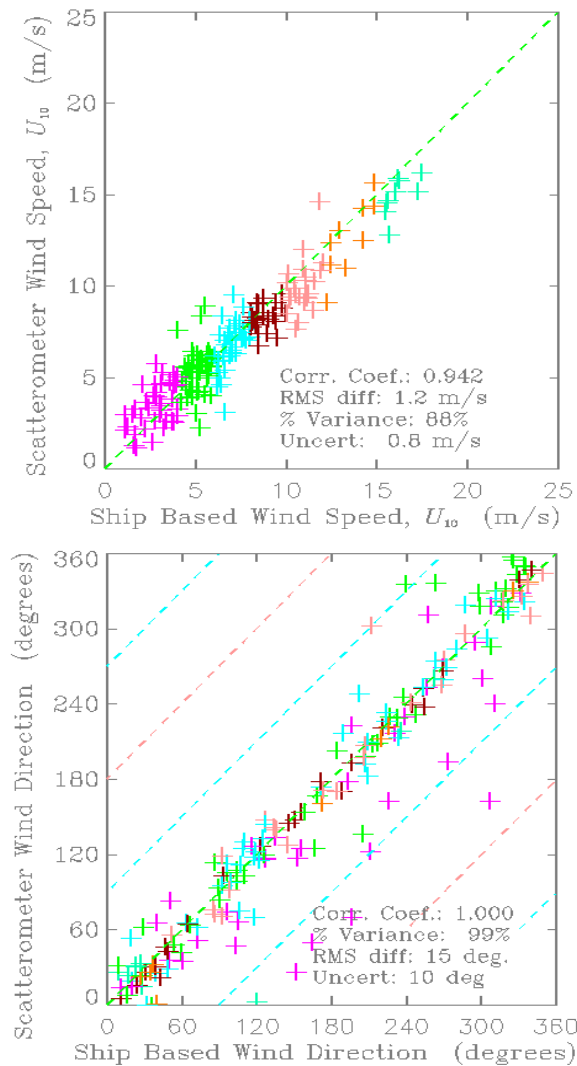 25
20
15
10
5
0
Scatterometer Wind Speed, U₁₀ (m/s)
Corr. Coef.: 0.942
RMS diff: 1.2 m/s
% Variance: 88%
Uncert: 0.8 m/s
0 5 10 15 20 25
Ship Based Wind Speed, U₁₀ (m/s)
360
300
240
180
120
60
0
Scatterometer Wind Direction (degrees)
Corr. Coef.: 1.000
% Variance: 99%
RMS diff: 15 deg.
Uncert: 10 deg
0 60 120 180 240 300 360
Ship Based Wind Direction (degrees)